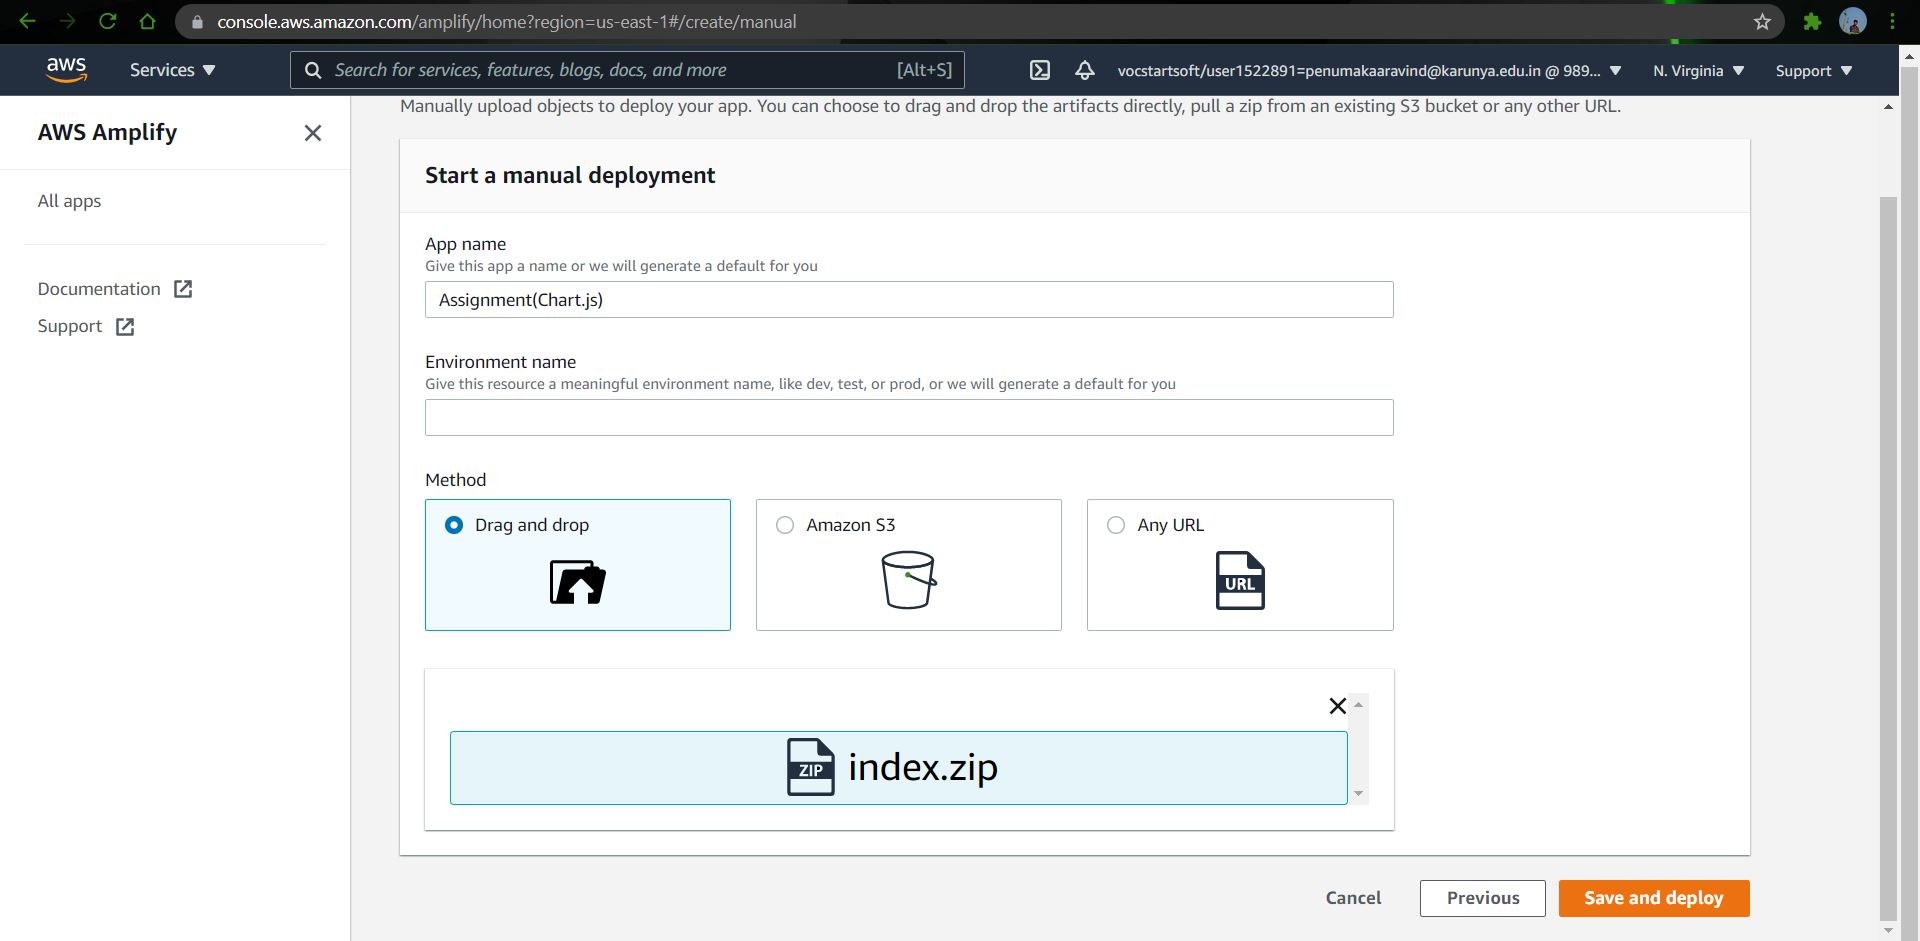 console.aws.amazon.com/amplify/home?region=us-east-1#/create/manual
aws
Services
Search for services, features, blogs, docs, and more
[Alt+S]
vocstartsoft/user1522891=penumakaaravind@karunya.edu.in @ 989...
N. Virginia
Support
AWS Amplify
All apps
Documentation
Support
Manually upload objects to deploy your app. You can choose to drag and drop the artifacts directly, pull a zip from an existing S3 bucket or any other URL.
Start a manual deployment
App name
Give this app a name or we will generate a default for you
Assignment(Chart.js)
Environment name
Give this resource a meaningful environment name, like dev, test, or prod, or we will generate a default for you
Method
Drag and drop
Amazon S3
Any URL
URL
ZIP
index.zip
Cancel
Previous
Save and deploy